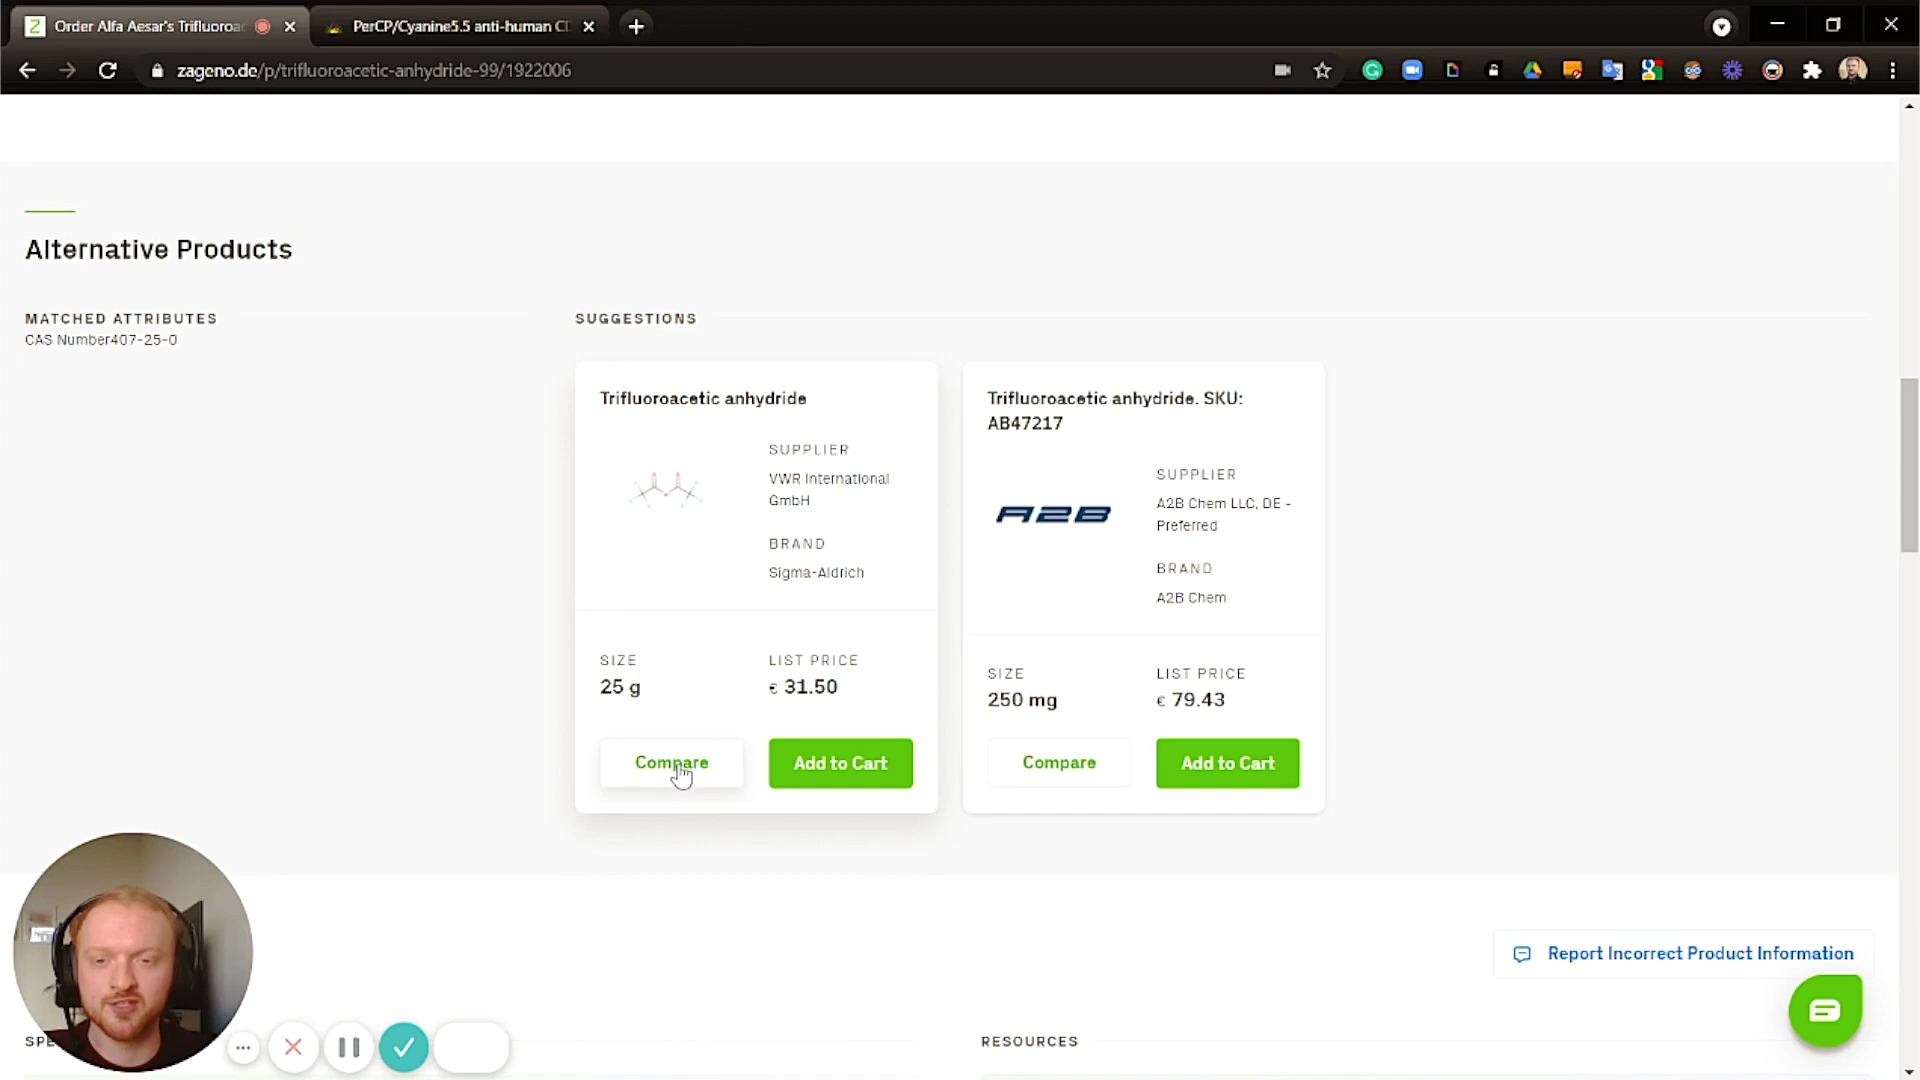 Order Alfa Aesar's Trifluoroac
PerCP/Cyanine5.5 anti-human CD
zageno.de/p/trifluoroacetic-anhydride-99/1922006
Alternative Products
MATCHED ATTRIBUTES
CAS Number407-25-0
SUGGESTIONS
Trifluoroacetic anhydride
SUPPLIER
VWR International
GmbH
BRAND
Sigma-Aldrich
SIZE
25 g
LIST PRICE
€ 31.50
Compare
Add to Cart
Trifluoroacetic anhydride. SKU:
AB47217
A2B
SUPPLIER
A2B Chem LLC, DE -
Preferred
BRAND
A2B Chem
SIZE
250 mg
LIST PRICE
€ 79.43
Compare
Add to Cart
Report Incorrect Product Information
SPE
RESOURCES